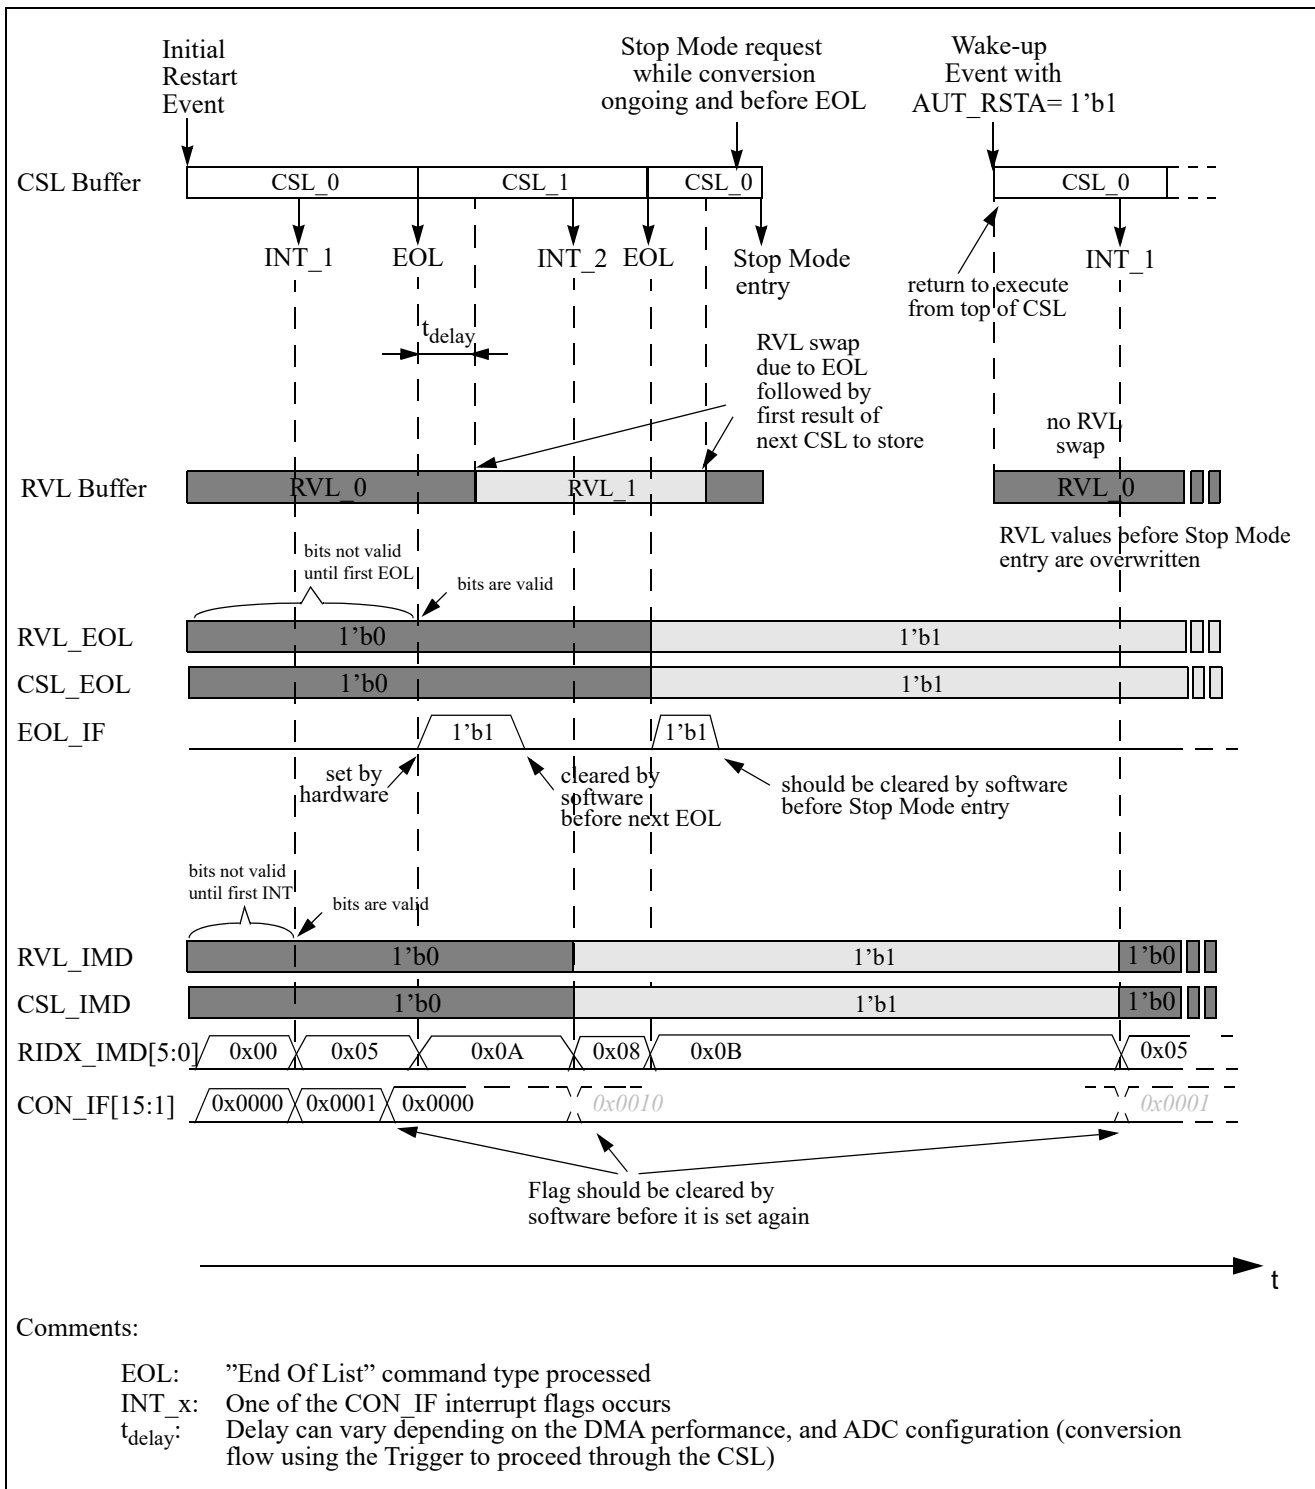 Initial
Restart
Event
Stop Mode request
while conversion
ongoing and before EOL
Wake-up
Event with
AUT_RSTA= 1’b1
CSL Buffer
CSL_0
CSL_1
CSL_0
CSL_0
INT_1
EOL
INT_2
EOL
Stop Mode
entry
INT_1
return to execute
from top of CSL
tdelay
RVL swap
due to EOL
followed by
first result of
next CSL to store
no RVL
swap
RVL Buffer
RVL_0
RVL_1
RVL_0
RVL values before Stop Mode
entry are overwritten
bits not valid
until first EOL
bits are valid
RVL_EOL
1’b0
1’b1
CSL_EOL
1’b0
1’b1
EOL_IF
1’b1
1’b1
set by
hardware
cleared by
software
before next EOL
should be cleared by software
before Stop Mode entry
bits not valid
until first INT
bits are valid
RVL_IMD
1’b0
1’b1
1’b0
CSL_IMD
1’b0
1’b1
1’b0
RIDX_IMD[5:0]
0x00
0x05
0x0A
0x08
0x0B
0x05
CON_IF[15:1]
0x0000
0x0001
0x0000
0x0010
0x0001
Flag should be cleared by
software before it is set again
t
Comments:
EOL: ”End Of List” command type processed
INT_x: One of the CON_IF interrupt flags occurs
tdelay: Delay can vary depending on the DMA performance, and ADC configuration (conversion
flow using the Trigger to proceed through the CSL)